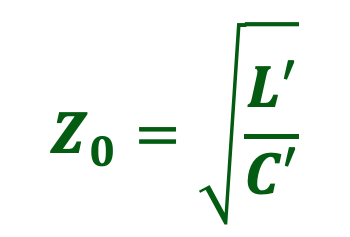 Z₀ = √(L′/C′)